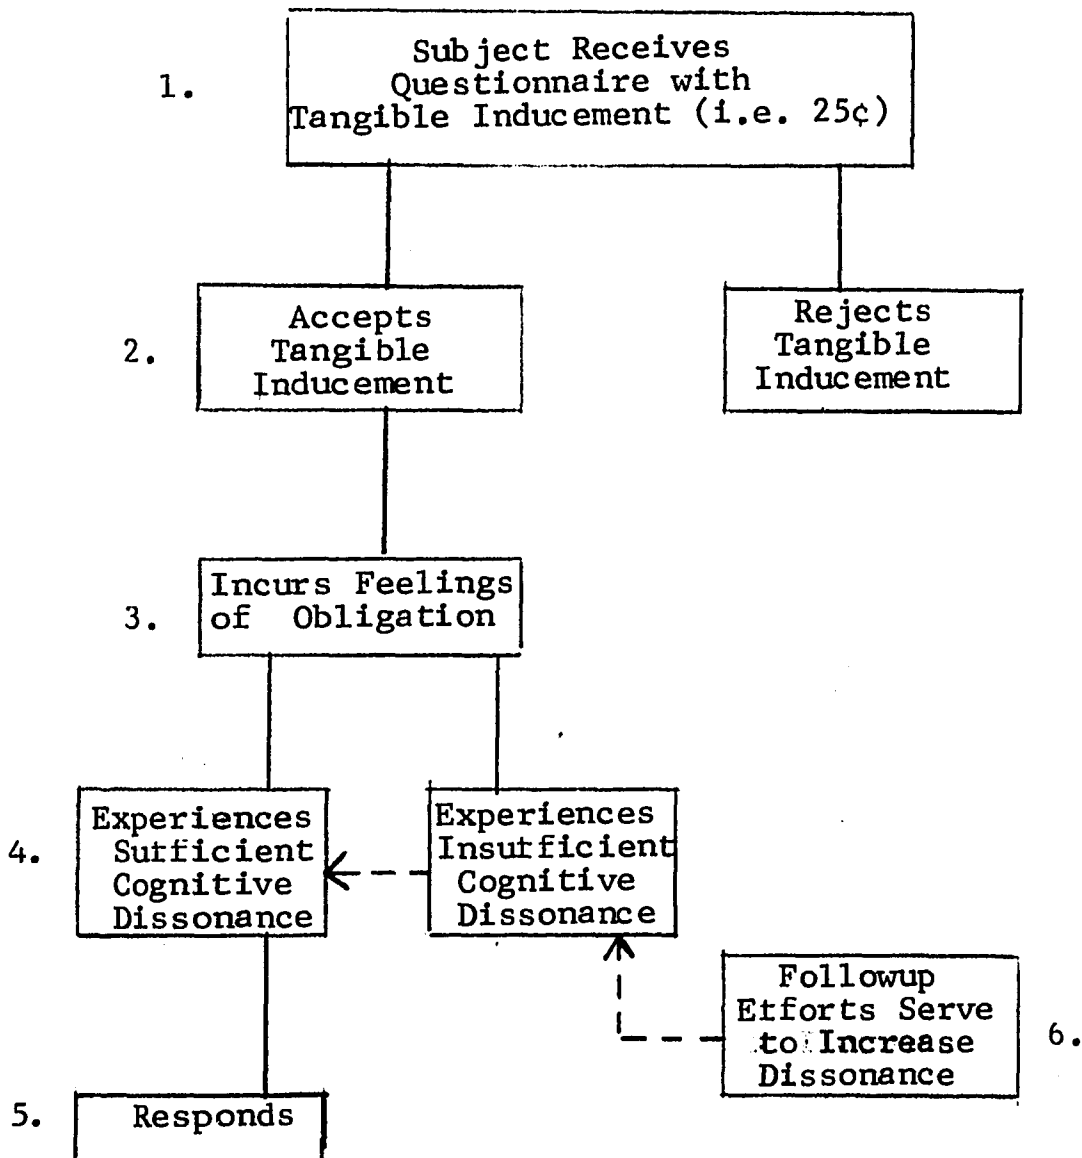 1.
Subject Receives
Questionnaire with
Tangible Inducement (i.e. 25¢)
2.
Accepts
Tangible
Inducement
Rejects
Tangible
Inducement
3.
Incurs Feelings
of Obligation
4.
Experiences
Sufficient
Cognitive
Dissonance
Experiences
Insufficient
Cognitive
Dissonance
Followup
Efforts Serve
to Increase
Dissonance
6.
5.
Responds